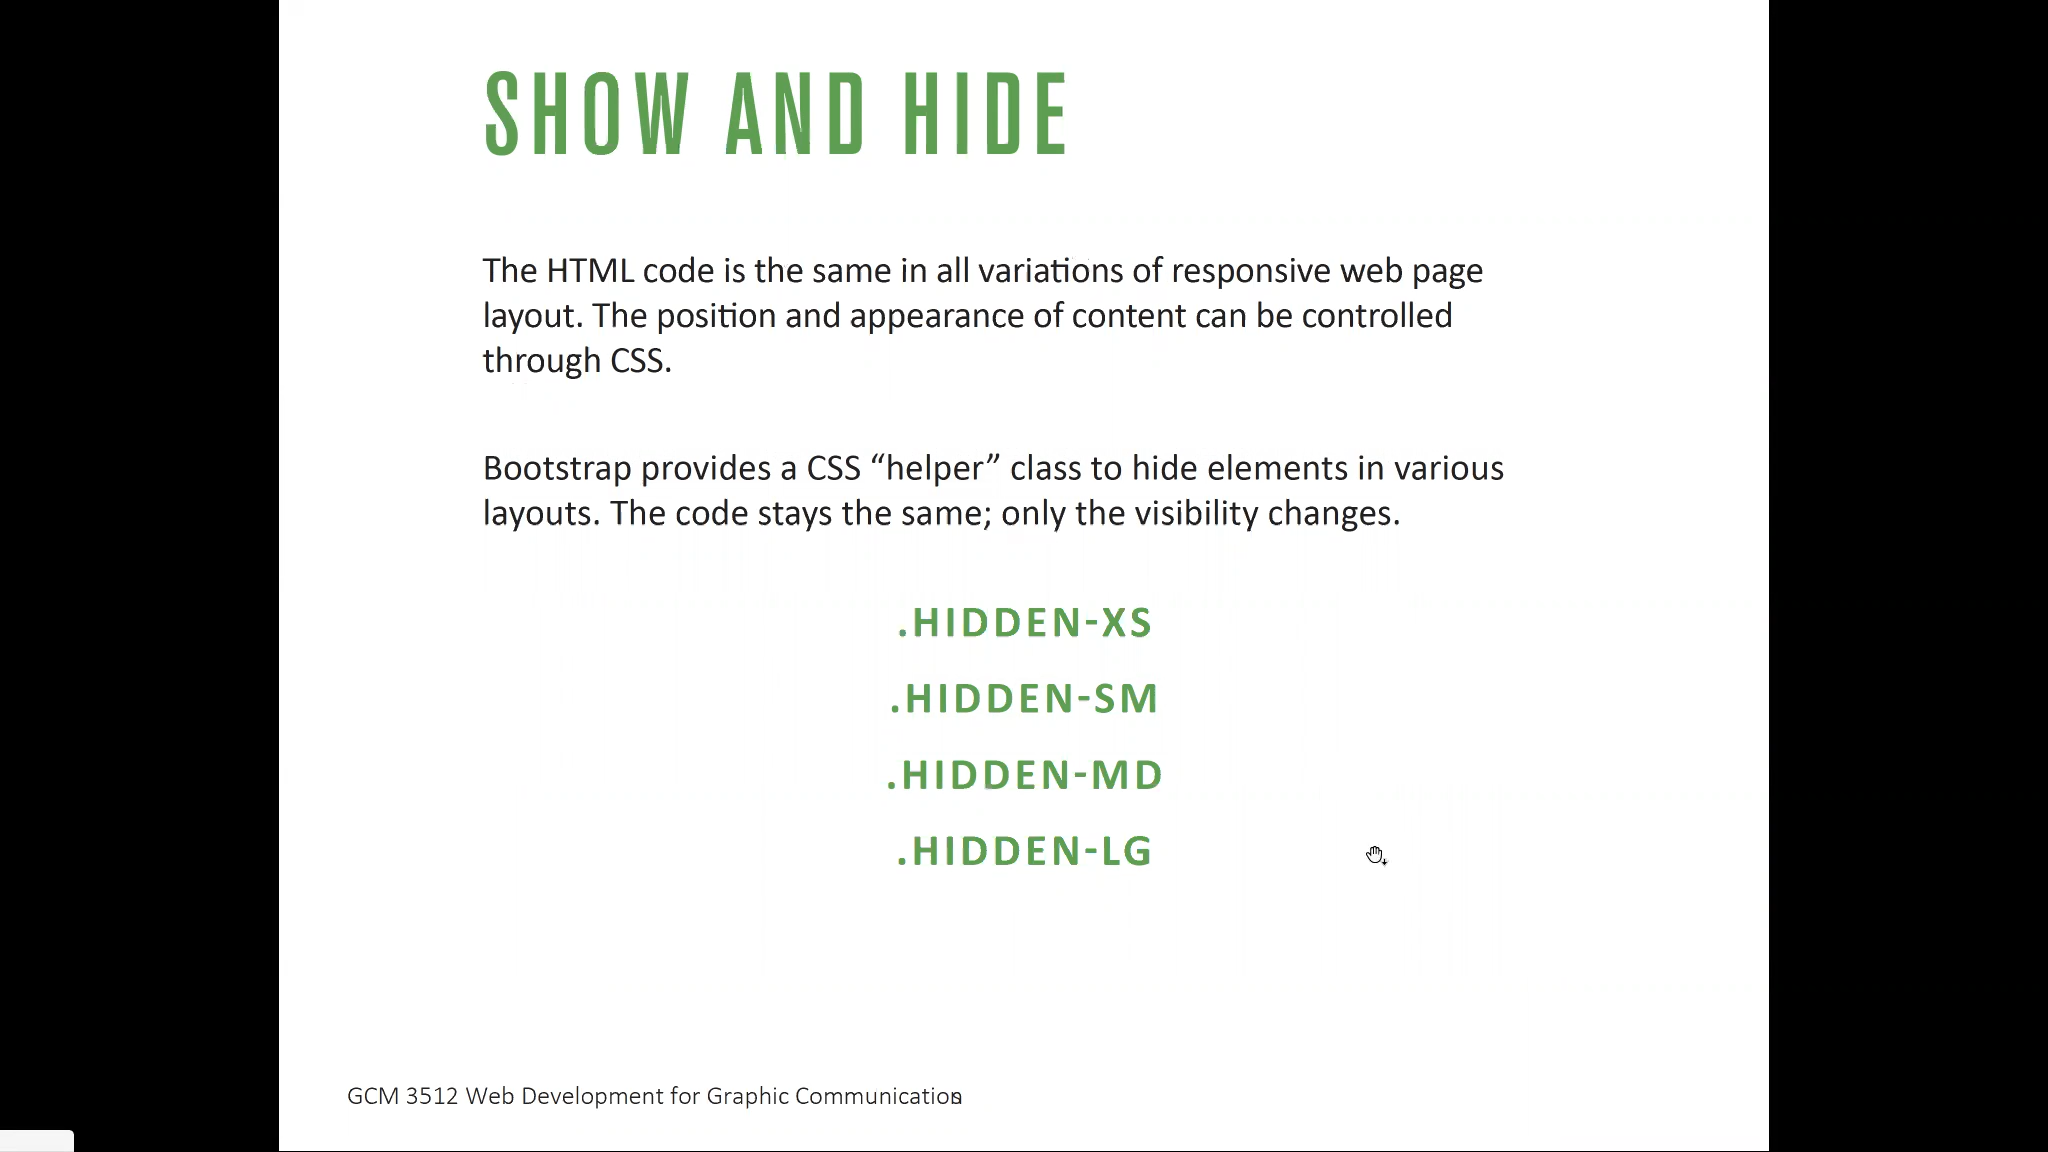 SHOW AND HIDE
The HTML code is the same in all variations of responsive web page
layout. The position and appearance of content can be controlled
through CSS.
Bootstrap provides a CSS “helper” class to hide elements in various
layouts. The code stays the same; only the visibility changes.
.HIDDEN-XS
.HIDDEN-SM
.HIDDEN-MD
.HIDDEN-LG
GCM 3512 Web Development for Graphic Communication